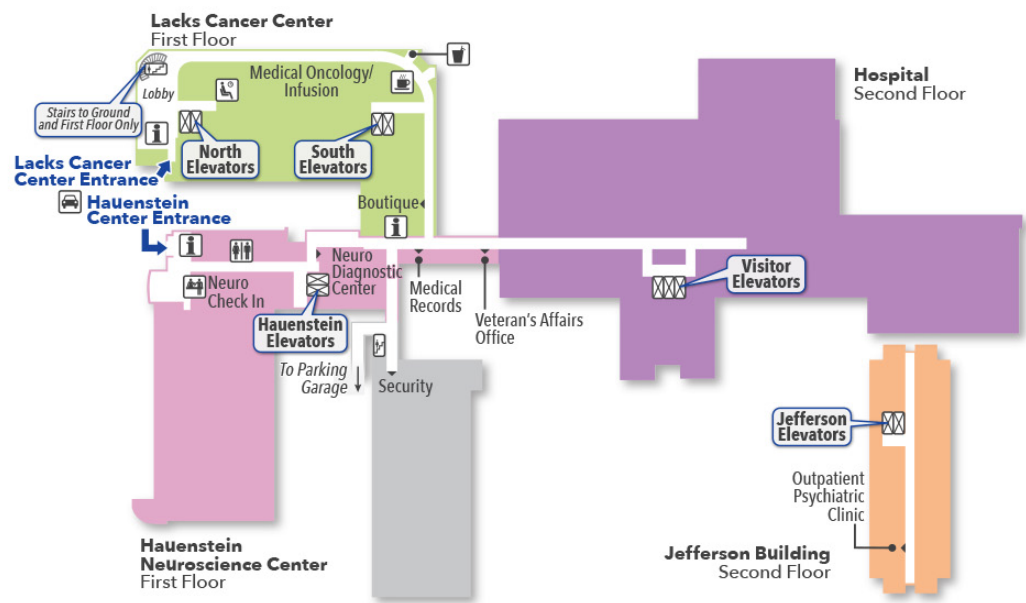 Lacks Cancer Center
First Floor
Medical Oncology/
Infusion
Lobby
Stairs to Ground
and First Floor Only
i
North
Elevators
South
Elevators
Lacks Cancer
Center Entrance
Hauenstein
Center Entrance
Boutique
i
i
Neuro
Diagnostic
Center
Neuro
Check In
Hauenstein
Elevators
Medical
Records
Veteran's Affairs
Office
To Parking
Garage
Security
Hospital
Second Floor
Visitor
Elevators
Jefferson
Elevators
Outpatient
Psychiatric
Clinic
Hauenstein
Neuroscience Center
First Floor
Jefferson Building
Second Floor